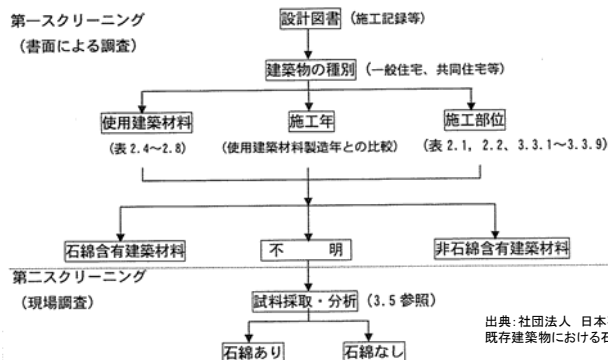 第一スクリーニング
(書面による調査)
設計図書 (施工記録等)
建築物の種別 (一般住宅、共同住宅等)
使用建築材料
施工年
施工部位
(表 2.4~2.8)
(使用建築材料製造年との比較)
(表 2.1, 2.2、3.3.1~3.3.9)
石綿含有建築材料
不 明
非石綿含有建築材料
第二スクリーニング
(現場調査)
試料採取・分析 (3.5 参照)
石綿あり
石綿なし
出典:社団法人 日本
既存建築物における石